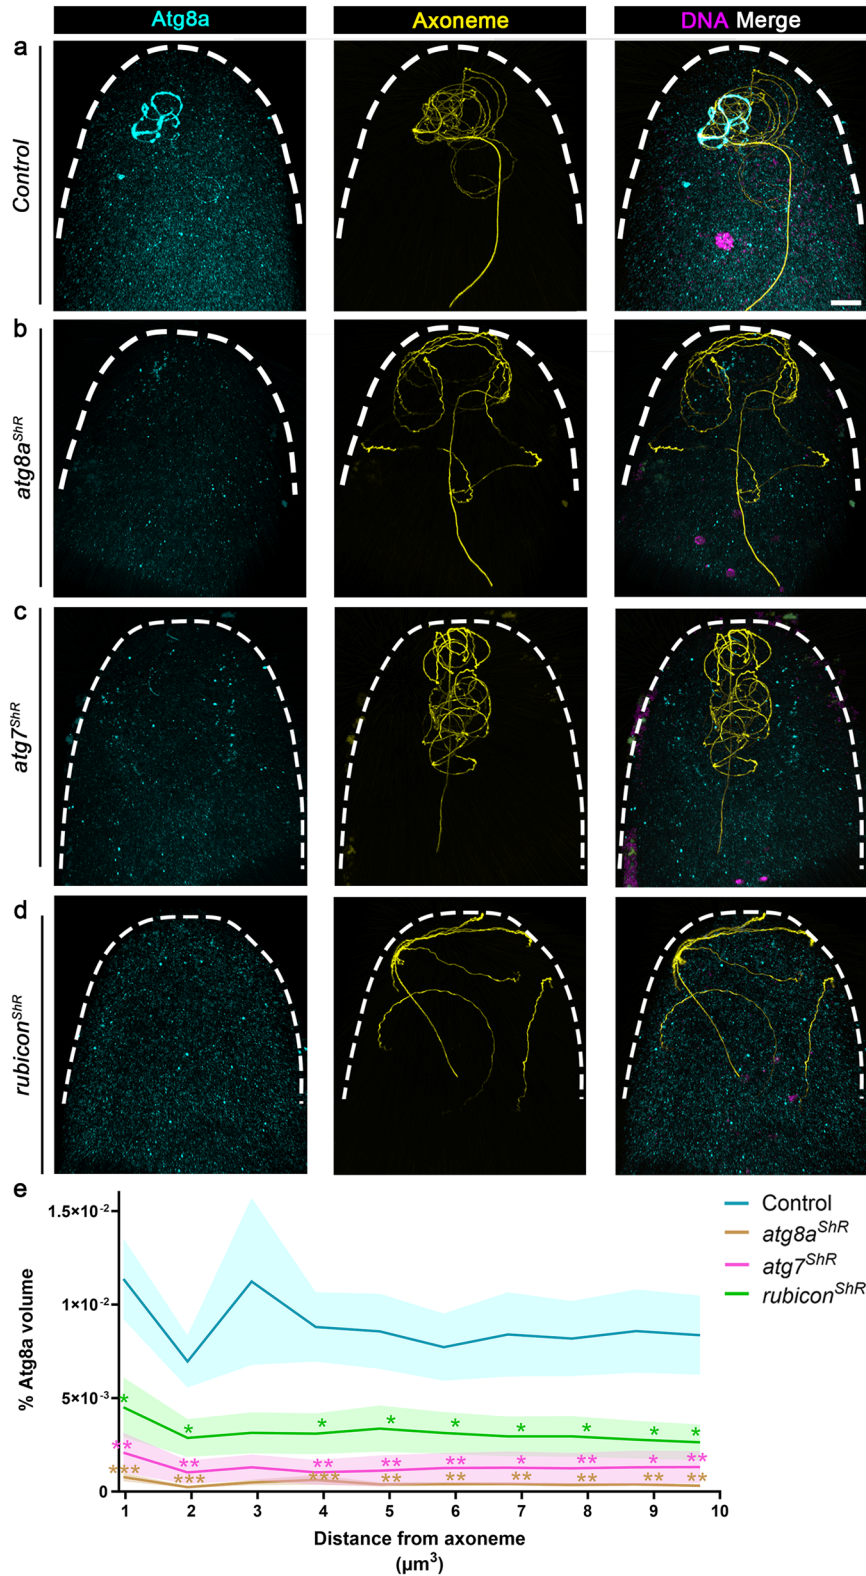 Atg8a Axoneme DNA Merge
a
Control
b
atg8a^ShR
c
atg7^ShR
d
rubicon^ShR
e
1.5×10^-2
1×10^-2
5×10^-3
0
% Atg8a volume
Control
atg8a^ShR
atg7^ShR
rubicon^ShR
* * * * * * * * *
** ** ** ** ** * ** * **
*** *** *** ** ** ** ** ** **
1 2 3 4 5 6 7 8 9 10
Distance from axoneme
(µm³)